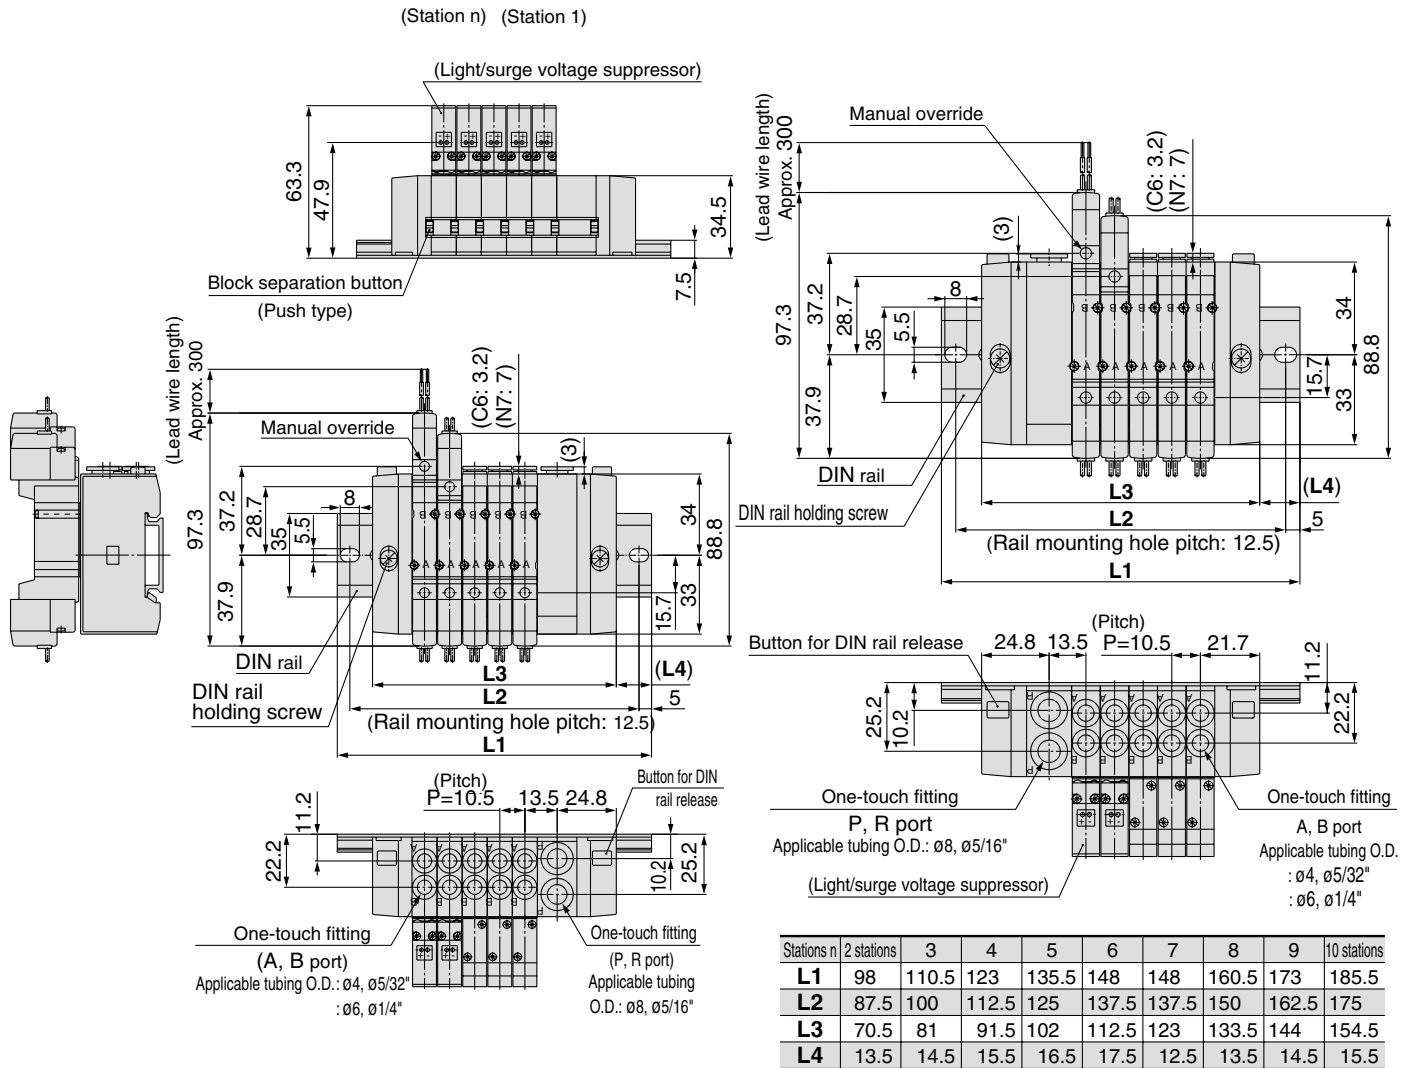 (Station n) (Station 1)
(Light/surge voltage suppressor)
63.3
47.9
34.5
7.5
Block separation button
(Push type)
(Lead wire length)
Approx. 300
Manual override
(C6: 3.2)
(N7: 7)
(3)
97.3
37.2
28.7
35
8
5.5
37.9
34
88.8
15.7
33
DIN rail
DIN rail
holding screw
L3
(L4)
L2
5
(Rail mounting hole pitch: 12.5)
L1
(Pitch)
P=10.5
13.5
24.8
Button for DIN
rail release
11.2
22.2
10.2
25.2
One-touch fitting
(A, B port)
Applicable tubing O.D.: ø4, ø5/32"
: ø6, ø1/4"
One-touch fitting
(P, R port)
Applicable tubing
O.D.: ø8, ø5/16"
(Lead wire length)
Approx. 300
Manual override
(C6: 3.2)
(N7: 7)
(3)
97.3
37.2
28.7
35
8
5.5
37.9
34
88.8
15.7
33
DIN rail
DIN rail holding screw
L3
(L4)
L2
5
(Rail mounting hole pitch: 12.5)
L1
(Pitch)
Button for DIN rail release
24.8
13.5
P=10.5
21.7
11.2
25.2
10.2
22.2
One-touch fitting
P, R port
Applicable tubing O.D.: ø8, ø5/16"
(Light/surge voltage suppressor)
One-touch fitting
A, B port
Applicable tubing O.D.
: ø4, ø5/32"
: ø6, ø1/4"
Stations n 2 stations 3 4 5 6 7 8 9 10 stations
L1 98 110.5 123 135.5 148 148 160.5 173 185.5
L2 87.5 100 112.5 125 137.5 137.5 150 162.5 175
L3 70.5 81 91.5 102 112.5 123 133.5 144 154.5
L4 13.5 14.5 15.5 16.5 17.5 12.5 13.5 14.5 15.5